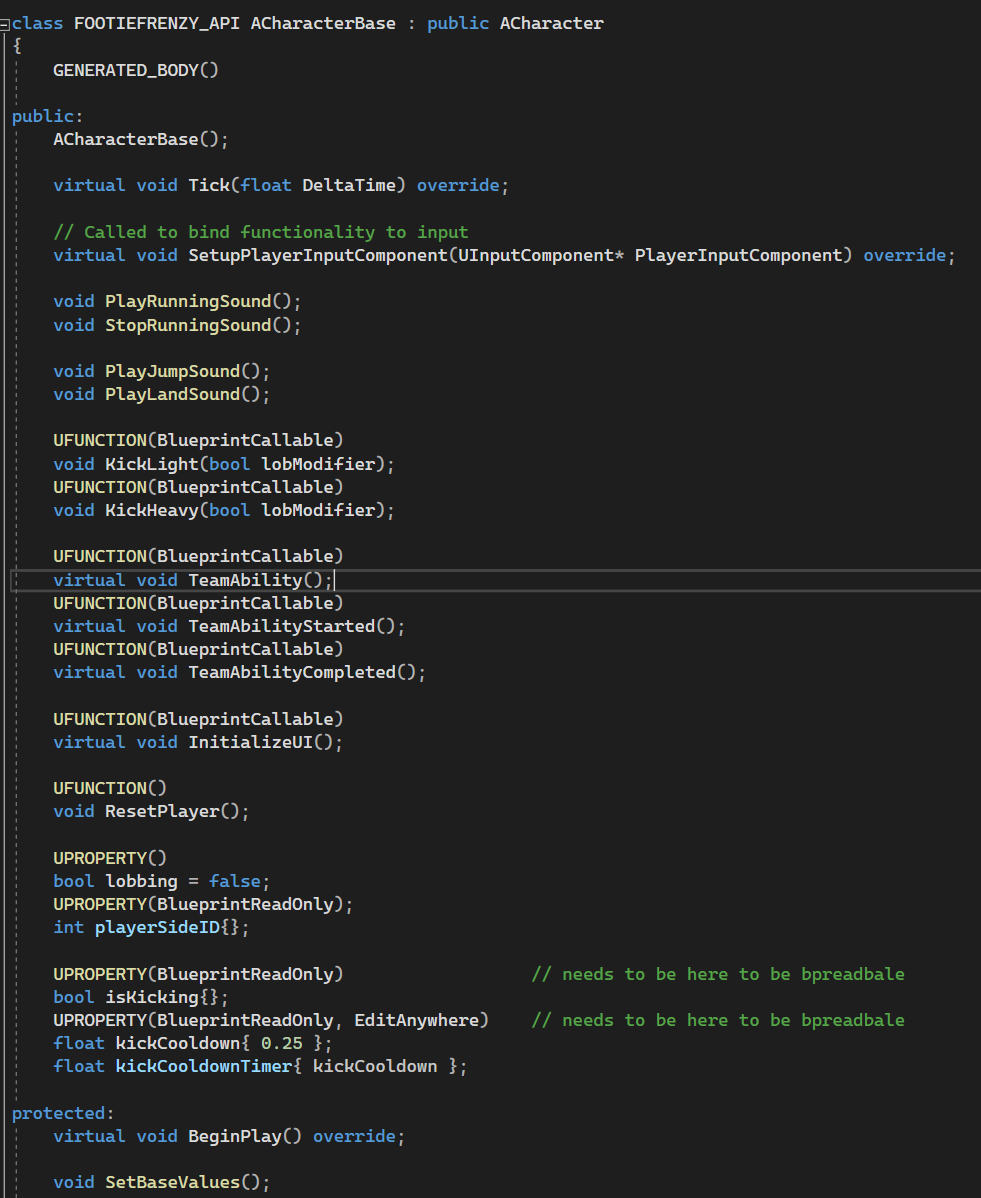 class FOOTIEFRENZY_API ACharacterBase : public ACharacter
{
GENERATED_BODY()
public:
ACharacterBase();
virtual void Tick(float DeltaTime) override;
// Called to bind functionality to input
virtual void SetupPlayerInputComponent(UInputComponent* PlayerInputComponent) override;
void PlayRunningSound();
void StopRunningSound();
void PlayJumpSound();
void PlayLandSound();
UFUNCTION(BlueprintCallable)
void KickLight(bool lobModifier);
UFUNCTION(BlueprintCallable)
void KickHeavy(bool lobModifier);
UFUNCTION(BlueprintCallable)
virtual void TeamAbility();
UFUNCTION(BlueprintCallable)
virtual void TeamAbilityStarted();
UFUNCTION(BlueprintCallable)
virtual void TeamAbilityCompleted();
UFUNCTION(BlueprintCallable)
virtual void InitializeUI();
UFUNCTION()
void ResetPlayer();
UPROPERTY()
bool lobbing = false;
UPROPERTY(BlueprintReadOnly);
int playerSideID{};
UPROPERTY(BlueprintReadOnly) // needs to be here to be bpreadbale
bool isKicking{};
UPROPERTY(BlueprintReadOnly, EditAnywhere) // needs to be here to be bpreadbale
float kickCooldown{ 0.25 };
float kickCooldownTimer{ kickCooldown };
protected:
virtual void BeginPlay() override;
void SetBaseValues();